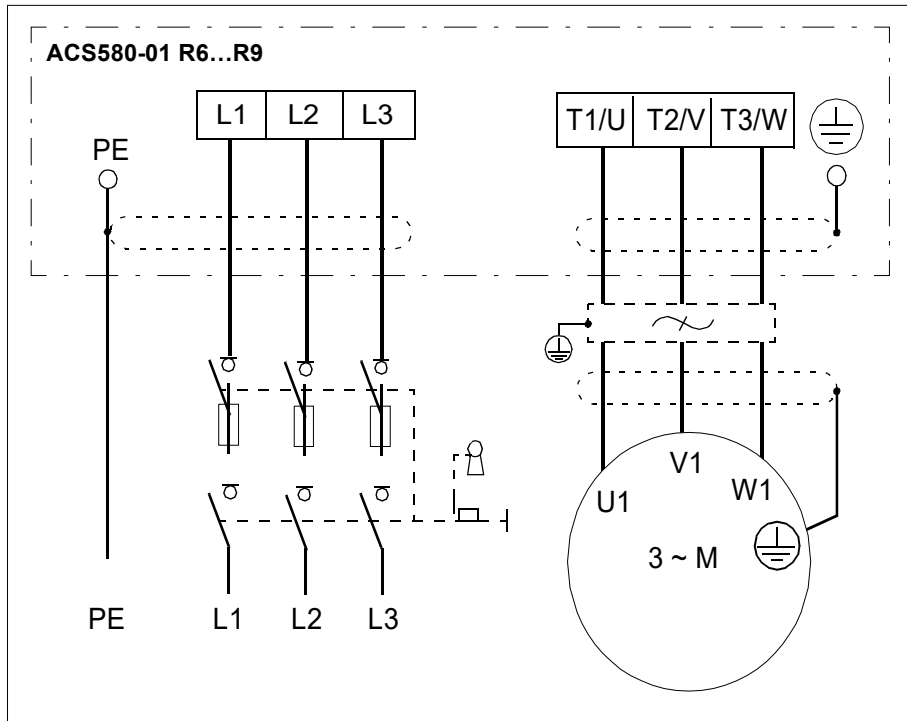 ACS580-01 R6...R9
L1 L2 L3
T1/U T2/V T3/W
PE
V1
U1 W1
3 ~ M
PE L1 L2 L3